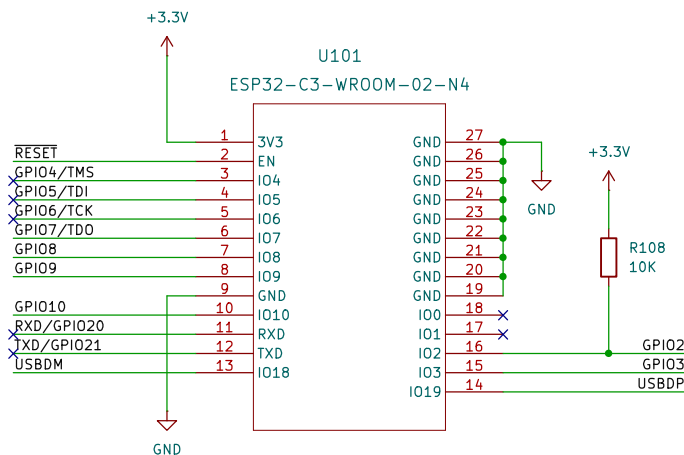 +3.3V
U101
ESP32-C3-WROOM-02-N4
1 3V3 GND 27
RESET 2 EN GND 26
GPIO4/TMS 3 IO4 GND 25
GPIO5/TDI 4 IO5 GND 24
GPIO6/TCK 5 IO6 GND 23
GPIO7/TDO 6 IO7 GND 22
GPIO8 7 IO8 GND 21
GPIO9 8 IO9 GND 20
9 GND GND 19
GPIO10 10 IO10 IO0 18
RXD/GPIO20 11 RXD IO1 17
TXD/GPIO21 12 TXD IO2 16 GPIO2
USBDM 13 IO18 IO3 15 GPIO3
IO19 14 USBDP
GND
GND
+3.3V
R108
10K